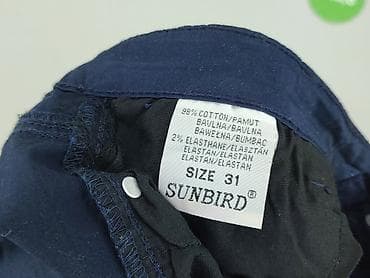 98% COTTON/PAMUT
BAVLNA/BAVLNA
BAWEŁNA/BUMBAC
2% ELASTHANE/ELASZTÁN
ELASTAN/ELASTAN
ELASTAN/ELASTAN
SIZE 31
SUNBIRD®